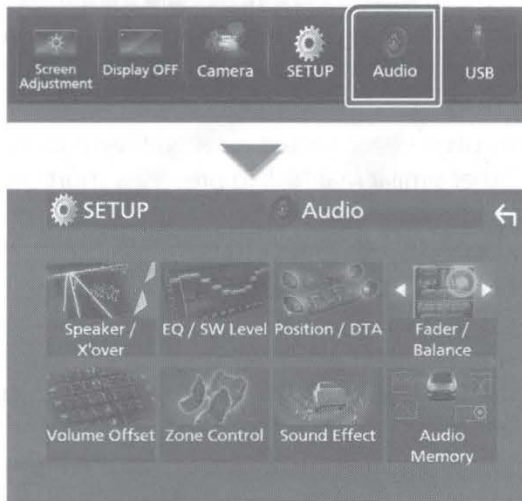 Screen
Adjustment
Display OFF
Camera
SETUP
Audio
USB
SETUP
Audio
Speaker /
X'over
EQ / SW Level
Position / DTA
Fader /
Balance
Volume Offset
Zone Control
Sound Effect
Audio
Memory